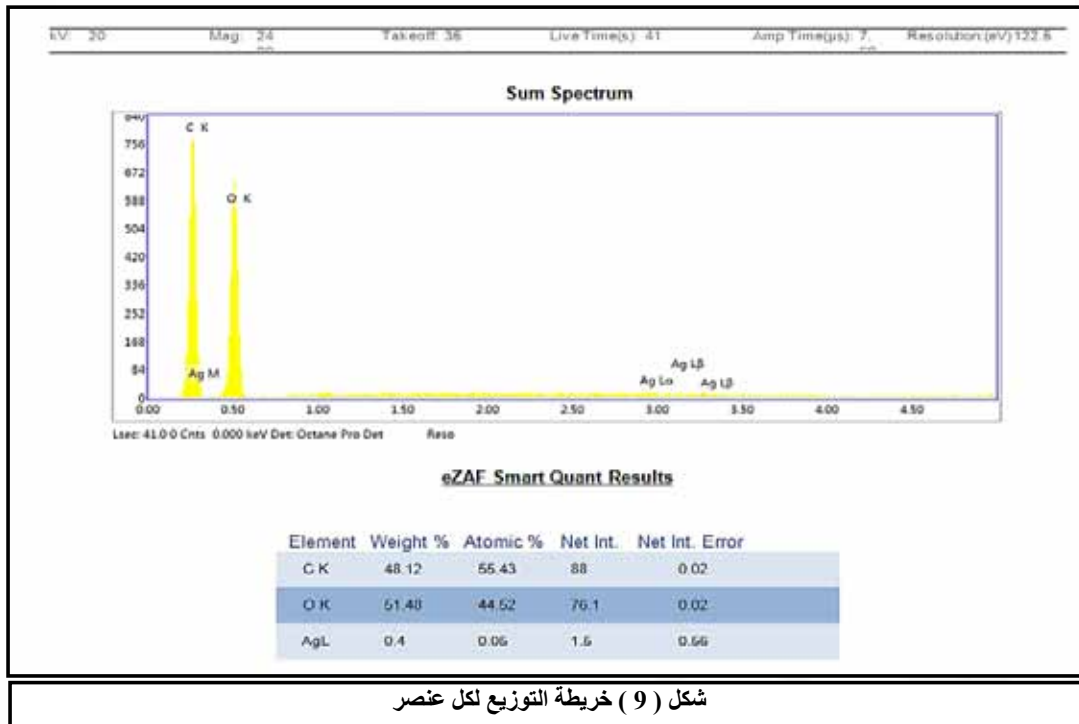 kV: 20 Mag: 24 Takeoff: 36 Live Time(s): 41 Amp Time(µs): 7. Resolution:(eV) 122.6
Sum Spectrum
840
756
672
588
504
420
336
252
168
84
0
C K
O K
Ag M
Ag Lβ
Ag Lα Ag Lβ
0.00 0.50 1.00 1.50 2.00 2.50 3.00 3.50 4.00 4.50
Lsec: 41.0 0 Cnts 0.000 keV Det: Octane Pro Det Reso
eZAF Smart Quant Results
Element Weight % Atomic % Net Int. Net Int. Error
C K 48.12 55.43 88 0.02
O K 51.48 44.52 76.1 0.02
AgL 0.4 0.05 1.6 0.66
شكل ( 9 ) خريطة التوزيع لكل عنصر